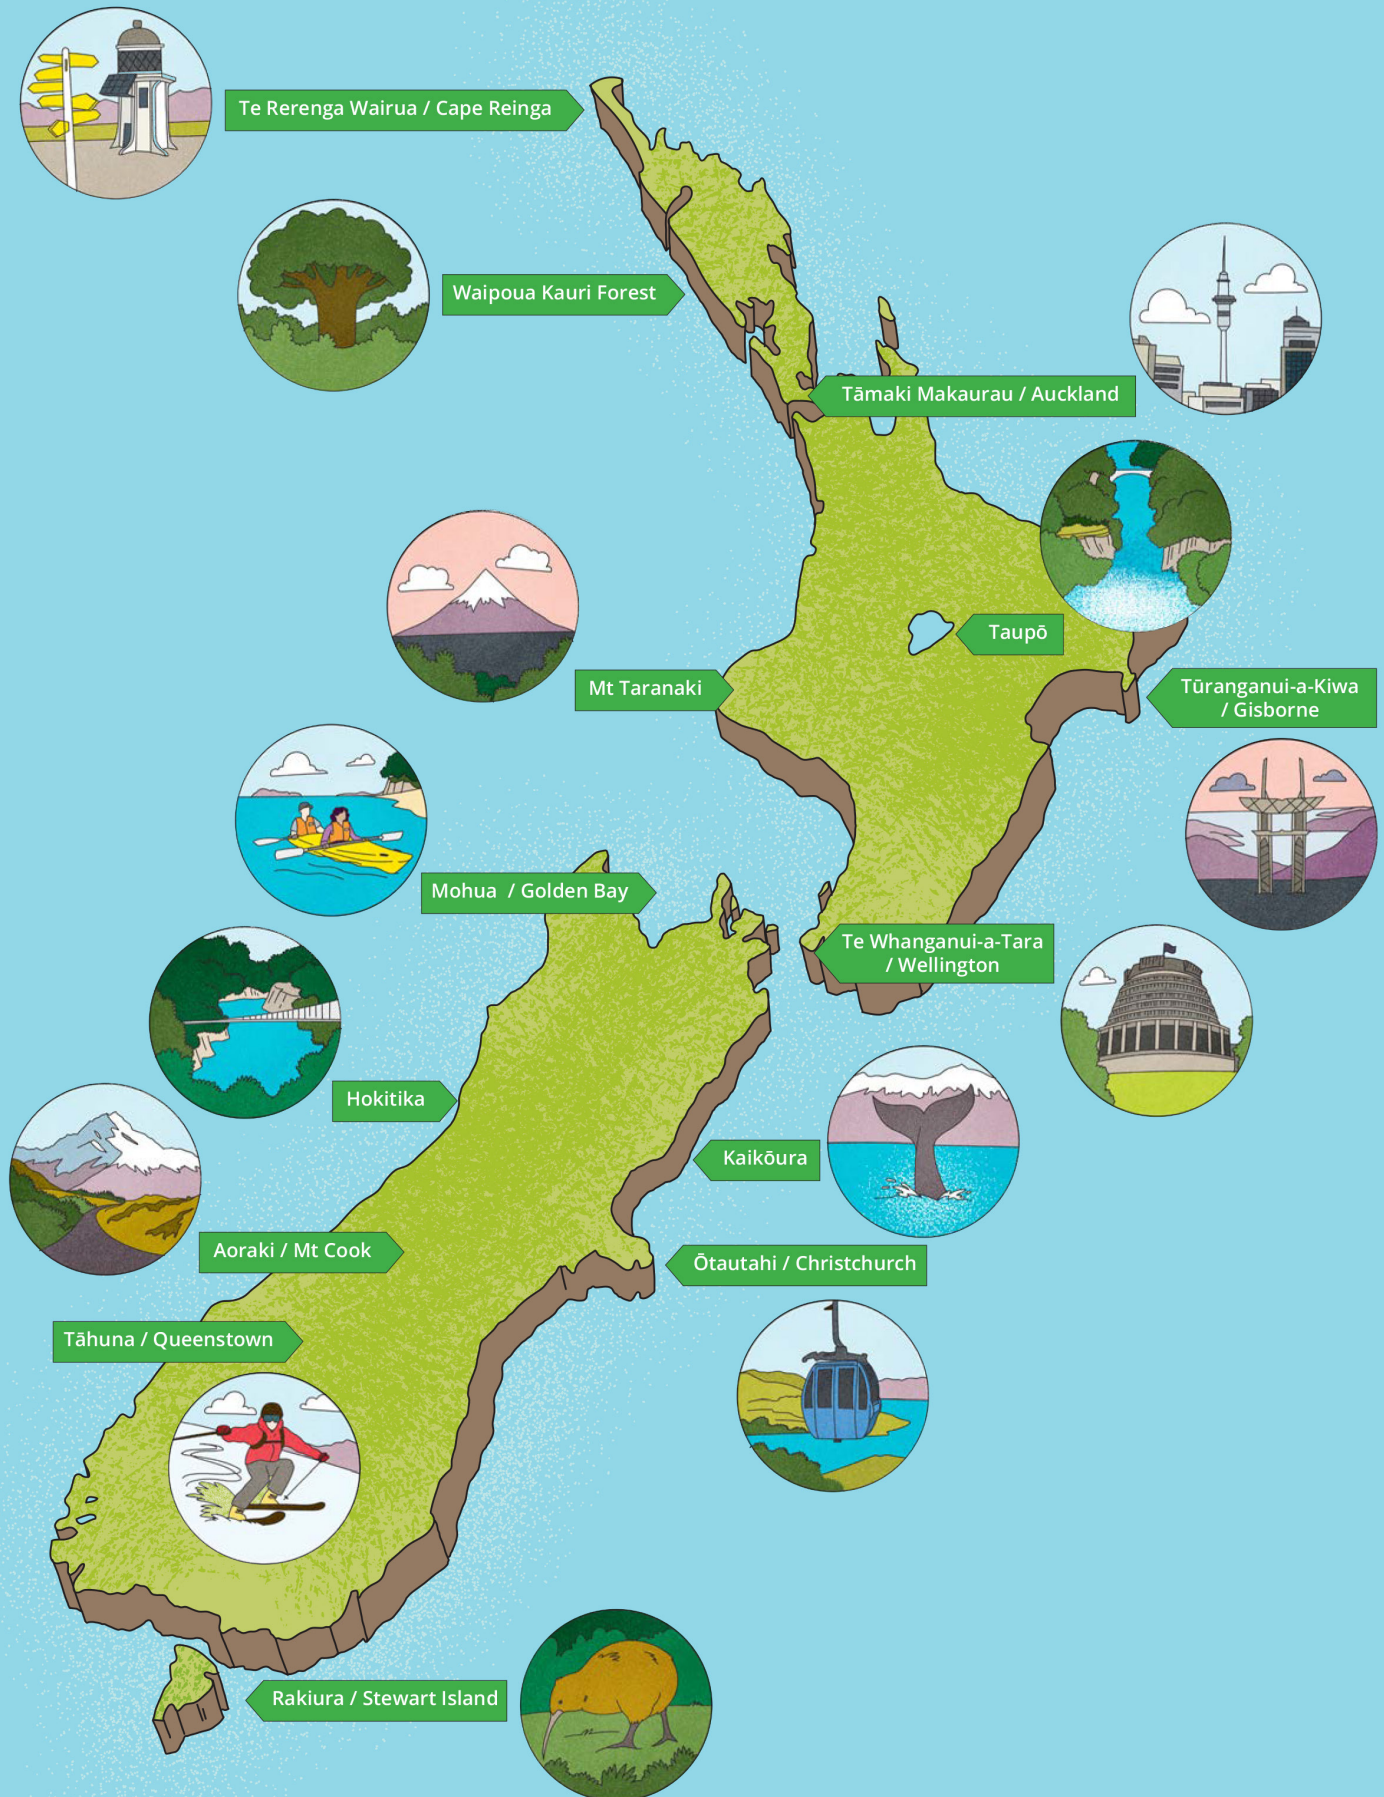 Te Rerenga Wairua / Cape Reinga
Waipoua Kauri Forest
Tāmaki Makaurau / Auckland
Taupō
Mt Taranaki
Tūranganui-a-Kiwa
/ Gisborne
Mohua / Golden Bay
Te Whanganui-a-Tara
/ Wellington
Hokitika
Kaikōura
Aoraki / Mt Cook
Ōtautahi / Christchurch
Tāhuna / Queenstown
Rakiura / Stewart Island